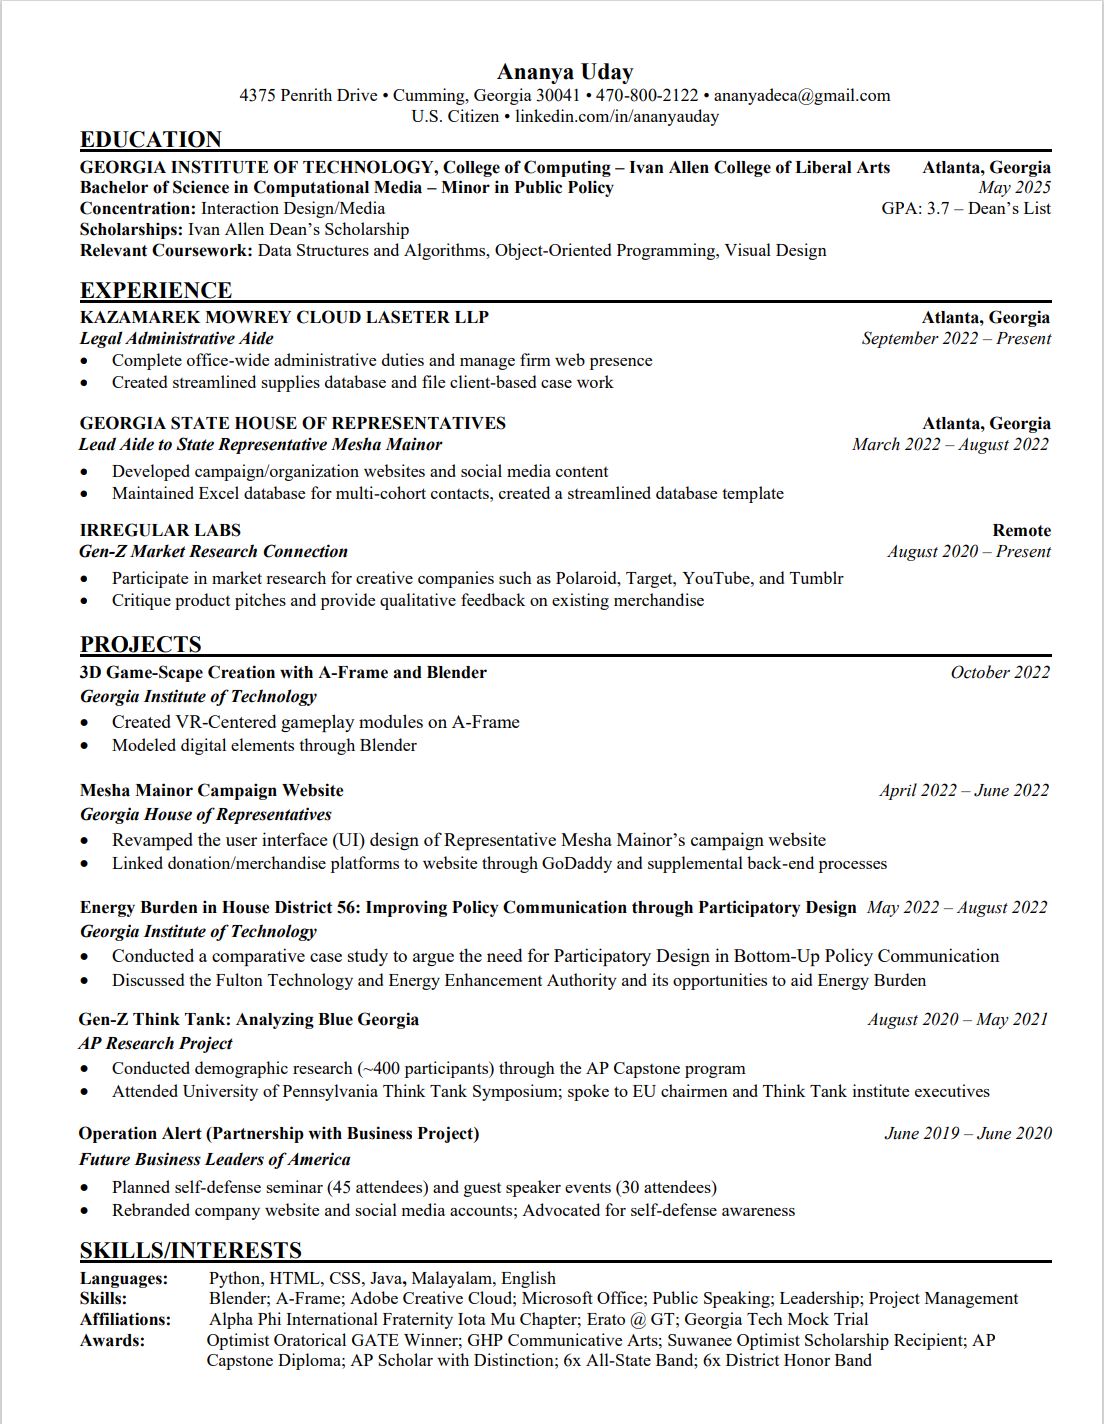 Ananya Uday
4375 Penrith Drive • Cumming, Georgia 30041 • 470-800-2122 • ananyadeca@gmail.com
U.S. Citizen • linkedin.com/in/ananyauday
EDUCATION
GEORGIA INSTITUTE OF TECHNOLOGY, College of Computing – Ivan Allen College of Liberal Arts Atlanta, Georgia
Bachelor of Science in Computational Media – Minor in Public Policy May 2025
Concentration: Interaction Design/Media GPA: 3.7 – Dean's List
Scholarships: Ivan Allen Dean's Scholarship
Relevant Coursework: Data Structures and Algorithms, Object-Oriented Programming, Visual Design
EXPERIENCE
KAZAMAREK MOWREY CLOUD LASETER LLP Atlanta, Georgia
Legal Administrative Aide September 2022 – Present
• Complete office-wide administrative duties and manage firm web presence
• Created streamlined supplies database and file client-based case work
GEORGIA STATE HOUSE OF REPRESENTATIVES Atlanta, Georgia
Lead Aide to State Representative Mesha Mainor March 2022 – August 2022
• Developed campaign/organization websites and social media content
• Maintained Excel database for multi-cohort contacts, created a streamlined database template
IRREGULAR LABS Remote
Gen-Z Market Research Connection August 2020 – Present
• Participate in market research for creative companies such as Polaroid, Target, YouTube, and Tumblr
• Critique product pitches and provide qualitative feedback on existing merchandise
PROJECTS
3D Game-Scape Creation with A-Frame and Blender October 2022
Georgia Institute of Technology
• Created VR-Centered gameplay modules on A-Frame
• Modeled digital elements through Blender
Mesha Mainor Campaign Website April 2022 – June 2022
Georgia House of Representatives
• Revamped the user interface (UI) design of Representative Mesha Mainor's campaign website
• Linked donation/merchandise platforms to website through GoDaddy and supplemental back-end processes
Energy Burden in House District 56: Improving Policy Communication through Participatory Design May 2022 – August 2022
Georgia Institute of Technology
• Conducted a comparative case study to argue the need for Participatory Design in Bottom-Up Policy Communication
• Discussed the Fulton Technology and Energy Enhancement Authority and its opportunities to aid Energy Burden
Gen-Z Think Tank: Analyzing Blue Georgia August 2020 – May 2021
AP Research Project
• Conducted demographic research (~400 participants) through the AP Capstone program
• Attended University of Pennsylvania Think Tank Symposium; spoke to EU chairmen and Think Tank institute executives
Operation Alert (Partnership with Business Project) June 2019 – June 2020
Future Business Leaders of America
• Planned self-defense seminar (45 attendees) and guest speaker events (30 attendees)
• Rebranded company website and social media accounts; Advocated for self-defense awareness
SKILLS/INTERESTS
Languages: Python, HTML, CSS, Java, Malayalam, English
Skills: Blender; A-Frame; Adobe Creative Cloud; Microsoft Office; Public Speaking; Leadership; Project Management
Affiliations: Alpha Phi International Fraternity Iota Mu Chapter; Erato @ GT; Georgia Tech Mock Trial
Awards: Optimist Oratorical GATE Winner; GHP Communicative Arts; Suwanee Optimist Scholarship Recipient; AP
Capstone Diploma; AP Scholar with Distinction; 6x All-State Band; 6x District Honor Band